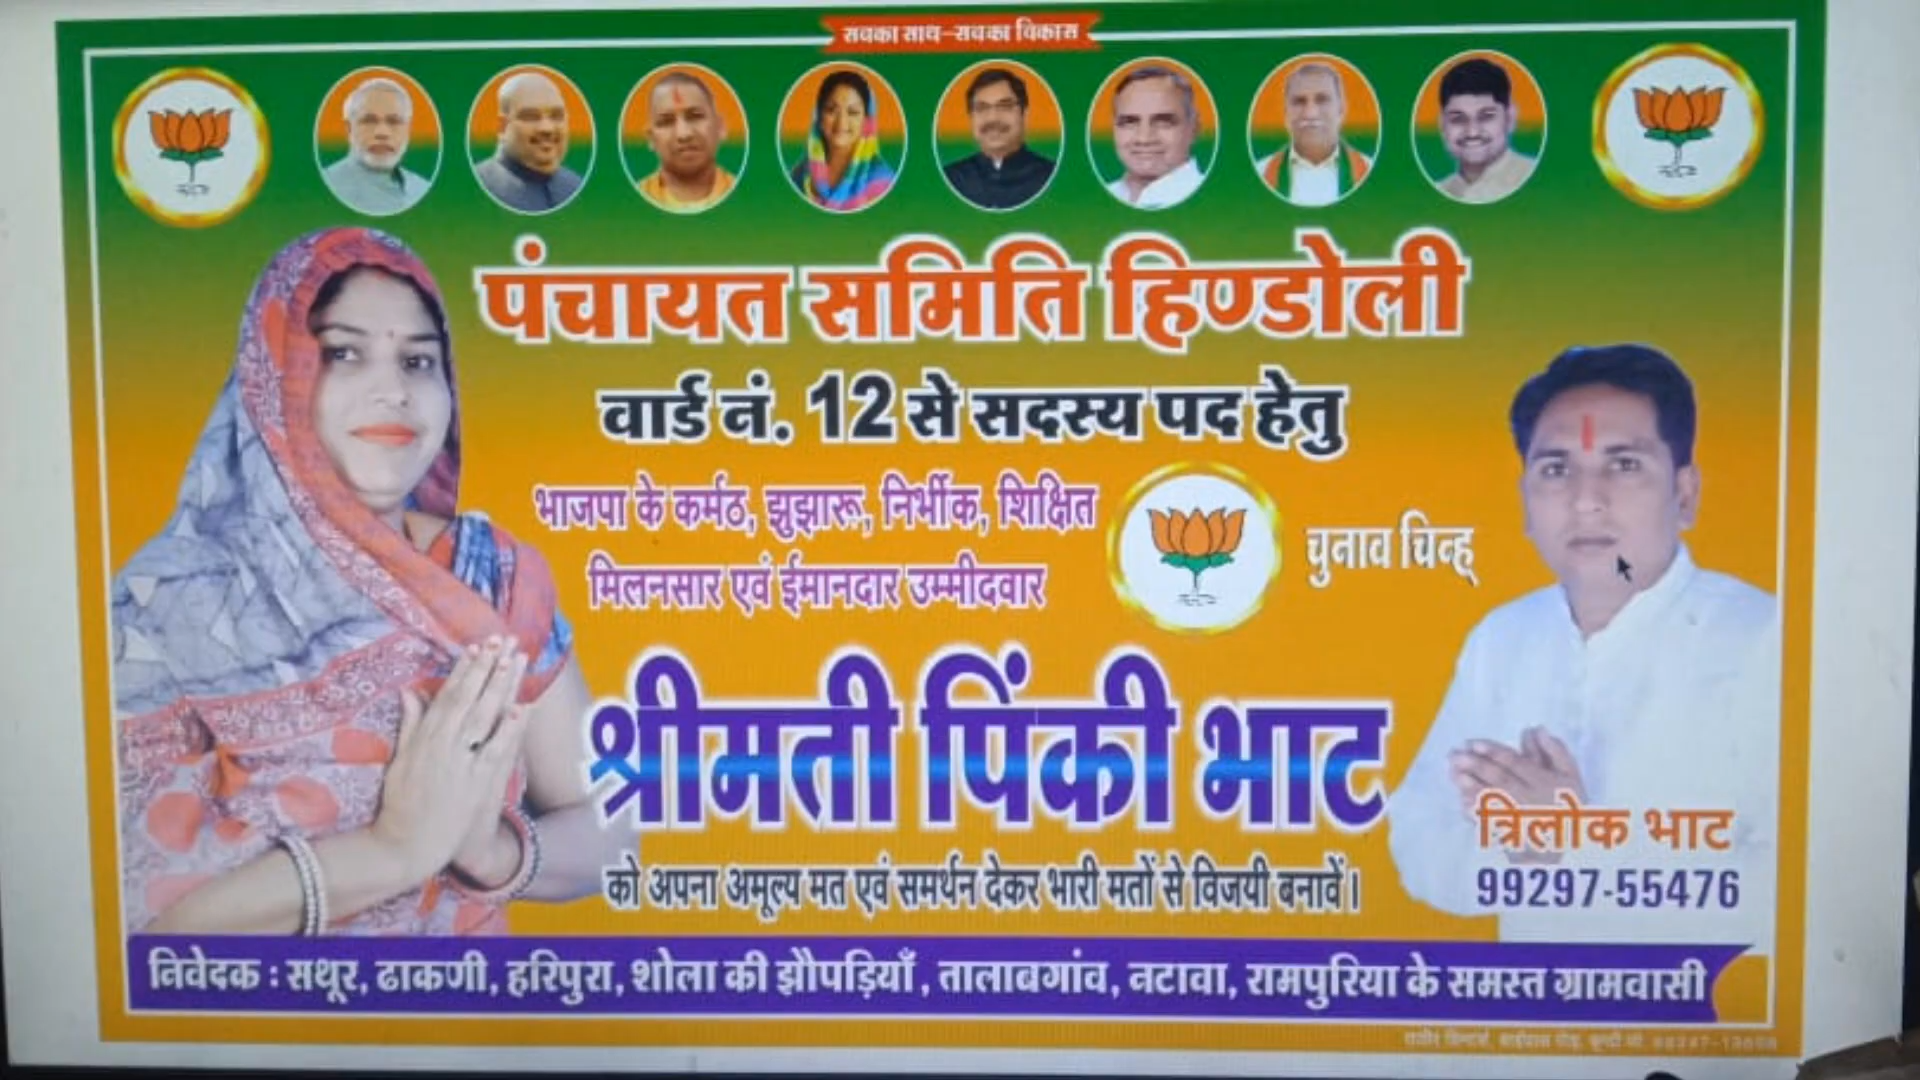 सबका साथ-सबका विकास
पंचायत समिति हिण्डोली
वार्ड नं. 12 से सदस्य पद हेतु
भाजपा के कर्मठ, झुझारू, निर्भीक, शिक्षित
मिलनसार एवं ईमानदार उम्मीदवार
चुनाव चिन्ह्
श्रीमती पिंकी भाट
को अपना अमूल्य मत एवं समर्थन देकर भारी मतों से विजयी बनावें।
त्रिलोक भाट
99297-55476
निवेदक : सथूर, ढाकणी, हरिपुरा, शोला की झौपड़ियाँ, तालाबगांव, नटावा, रामपुरिया के समस्त ग्रामवासी